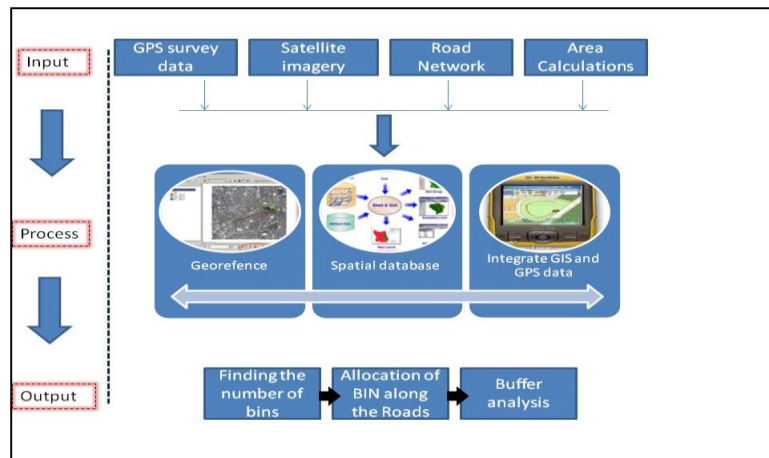 Input
GPS survey
data
Satellite
imagery
Road
Network
Area
Calculations
Process
Georefence
Spatial database
Integrate GIS and
GPS data
Output
Finding the
number of
bins
Allocation of
BIN along
the Roads
Buffer
analysis